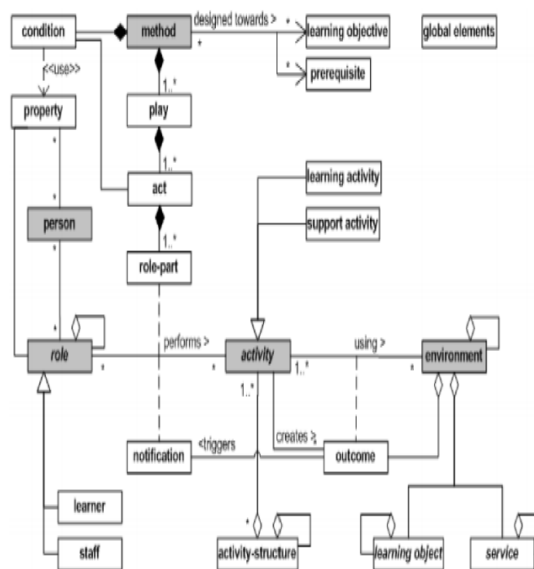 condition
method
designed towards >
*
*
learning objective
global elements
<<use>>
*
prerequisite
1..*
property
play
*
1..*
learning activity
act
*
support activity
person
*
1..*
role-part
*
performs >
using >
role
activity
environment
*
*
1..*
*
1..*
creates >
*
<triggers
notification
outcome
learner
*
staff
activity-structure
learning object
service